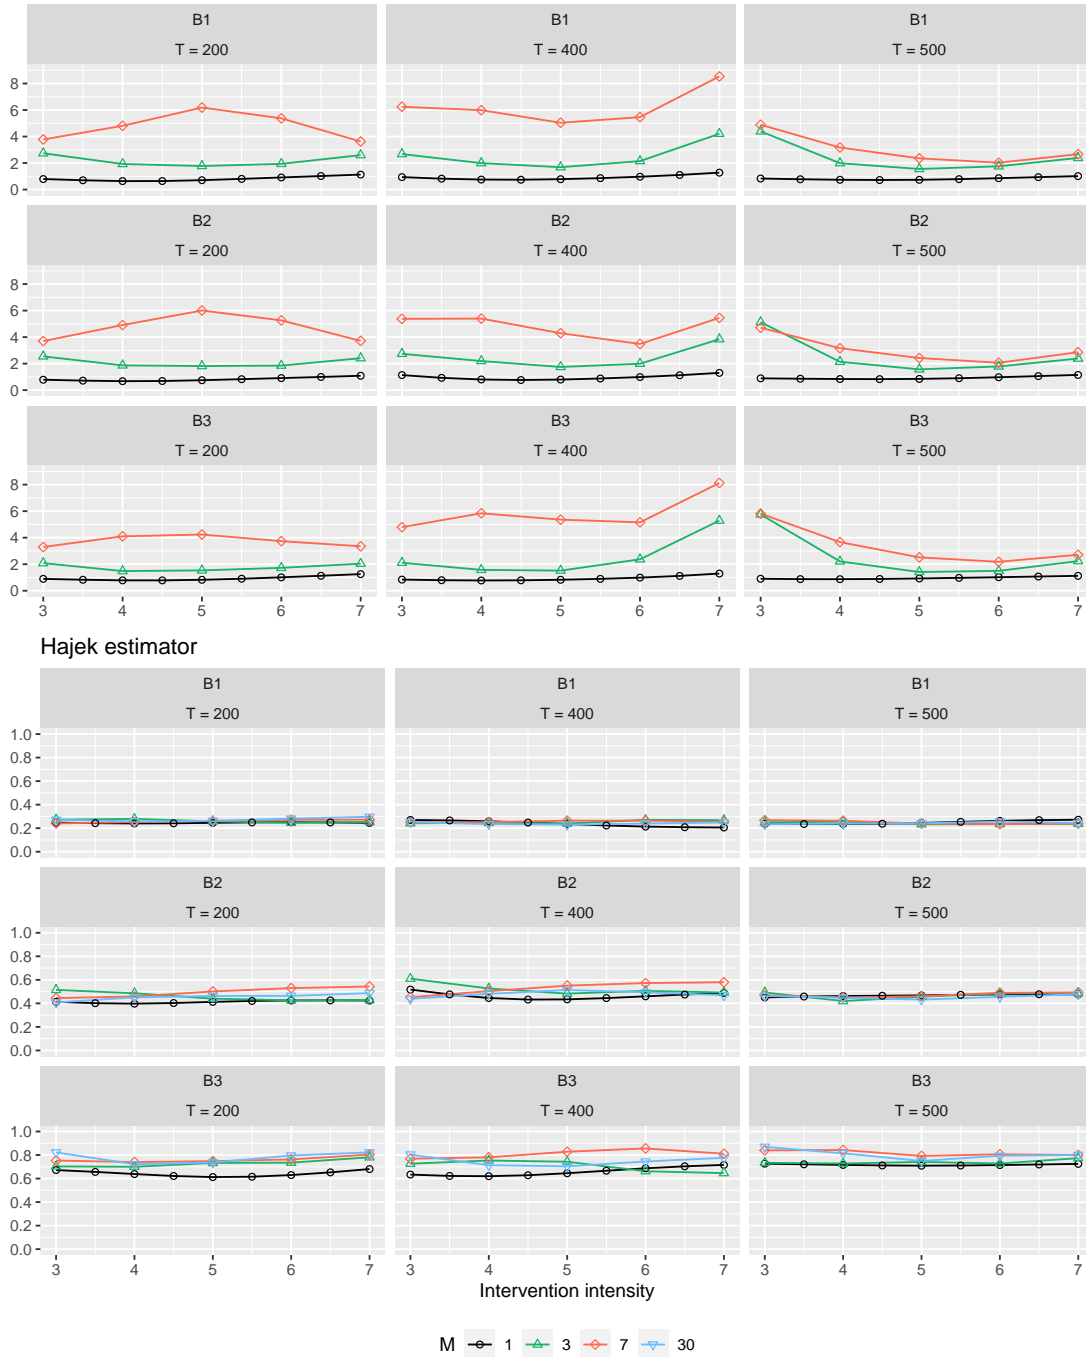 B1 B1 B1
T = 200 T = 400 T = 500
8
6
4
2
0
B2 B2 B2
T = 200 T = 400 T = 500
8
6
4
2
0
B3 B3 B3
T = 200 T = 400 T = 500
8
6
4
2
0
3 4 5 6 7 3 4 5 6 7 3 4 5 6 7
Hajek estimator
B1 B1 B1
T = 200 T = 400 T = 500
1.0
0.8
0.6
0.4
0.2
0.0
B2 B2 B2
T = 200 T = 400 T = 500
1.0
0.8
0.6
0.4
0.2
0.0
B3 B3 B3
T = 200 T = 400 T = 500
1.0
0.8
0.6
0.4
0.2
0.0
3 4 5 6 7 3 4 5 6 7 3 4 5 6 7
Intervention intensity
M 1 3 7 30